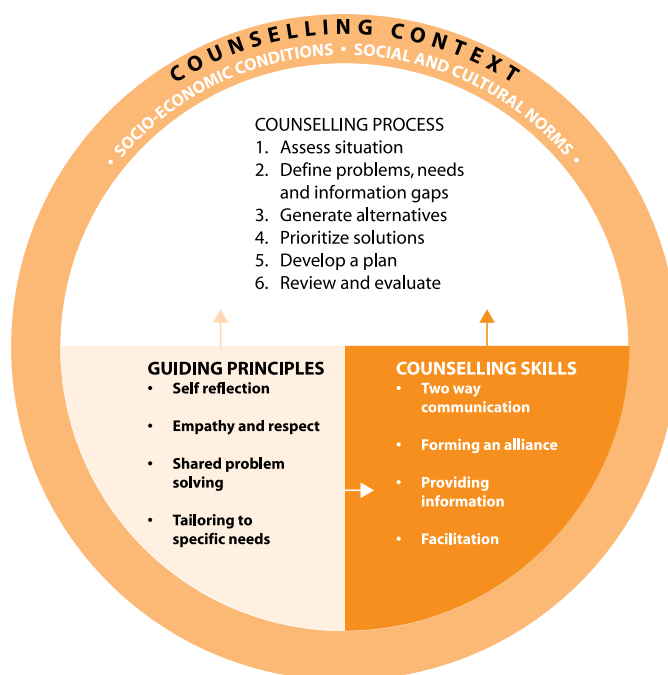 COUNSELLING CONTEXT
• SOCIO-ECONOMIC CONDITIONS • SOCIAL AND CULTURAL NORMS •
COUNSELLING PROCESS
1. Assess situation
2. Define problems, needs
and information gaps
3. Generate alternatives
4. Prioritize solutions
5. Develop a plan
6. Review and evaluate
GUIDING PRINCIPLES
• Self reflection
• Empathy and respect
• Shared problem
solving
• Tailoring to
specific needs
COUNSELLING SKILLS
• Two way
communication
• Forming an alliance
• Providing
information
• Facilitation